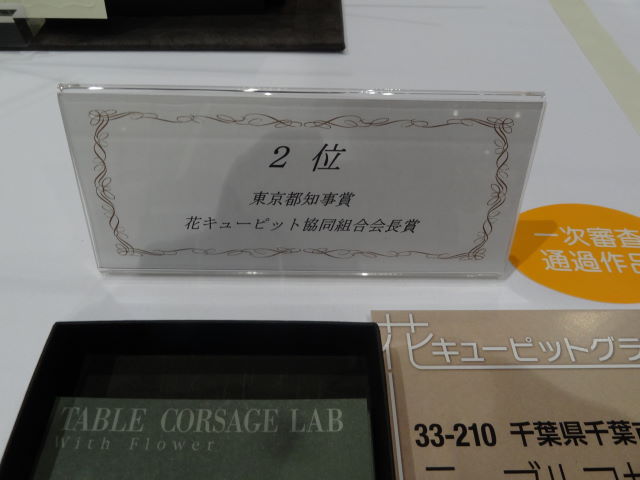 2 位
東京都知事賞
花キューピット協同組合会長賞
一次審査
通過作品
花キューピットグラ
TABLE CORSAGE LAB
With Flower
33-210 千葉県千葉市